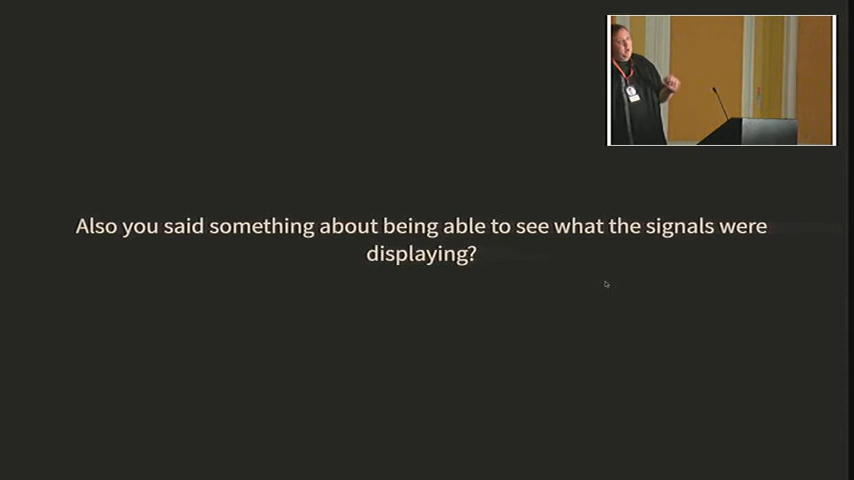 Also you said something about being able to see what the signals were
displaying?